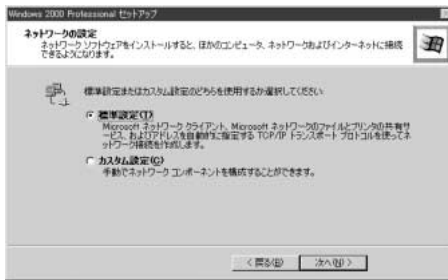 Windows 2000 Professional セットアップ
ネットワークの設定
ネットワーク ソフトウェアをインストールすると、ほかのコンピュータ、ネットワークおよびインターネットに接続
できるようになります。
標準設定またはカスタム設定のどちらを使用するか選択してください:
標準設定(T)
Microsoft ネットワーク クライアント、Microsoft ネットワークのファイルとプリンタの共有サ
ービス、およびアドレスを自動的に指定する TCP/IP トランスポート プロトコルを使ってネ
ットワーク接続を作成します。
カスタム設定(C)
手動でネットワーク コンポーネントを構成することができます。
< 戻る(B)
次へ(N) >